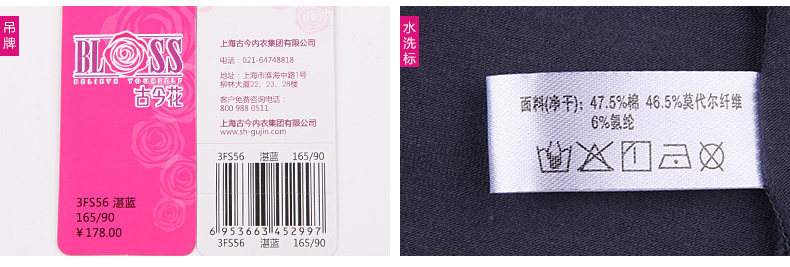 吊牌
BLOSS
BELIEVE YOURSELF
古今花
3FS56 湛蓝
165/90
￥178.00
上海古今内衣集团有限公司
电话：021-64748818
地址：上海市淮海中路1号
柳林大厦22、23、28楼
客户免费咨询电话：
800 988 0511
上海古今内衣集团有限公司
www.sh-gujin.com
3FS56 湛蓝 165/90
3FS56 湛蓝 165/90
6 953663 452997
水洗标
面料(净干)：47.5%棉 46.5%莫代尔纤维
6%氨纶